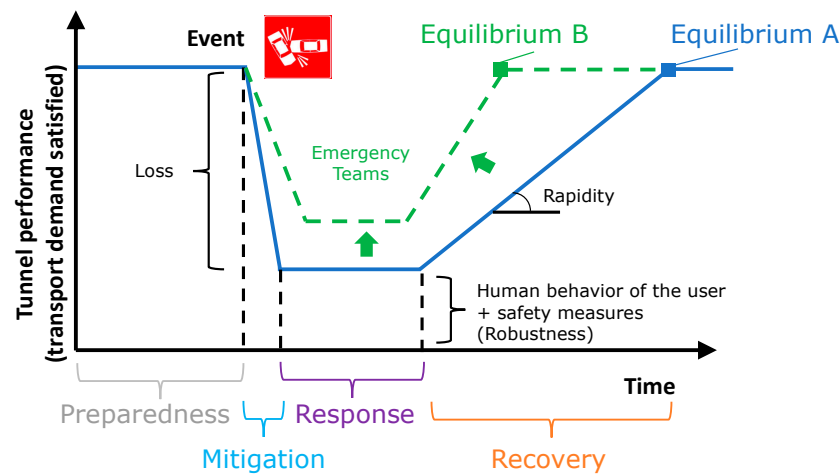 Event
Equilibrium B
Equilibrium A
Tunnel performance
(transport demand satisfied)
Loss
Emergency
Teams
Rapidity
Human behavior of the user
+ safety measures
(Robustness)
Time
Preparedness
Response
Mitigation
Recovery